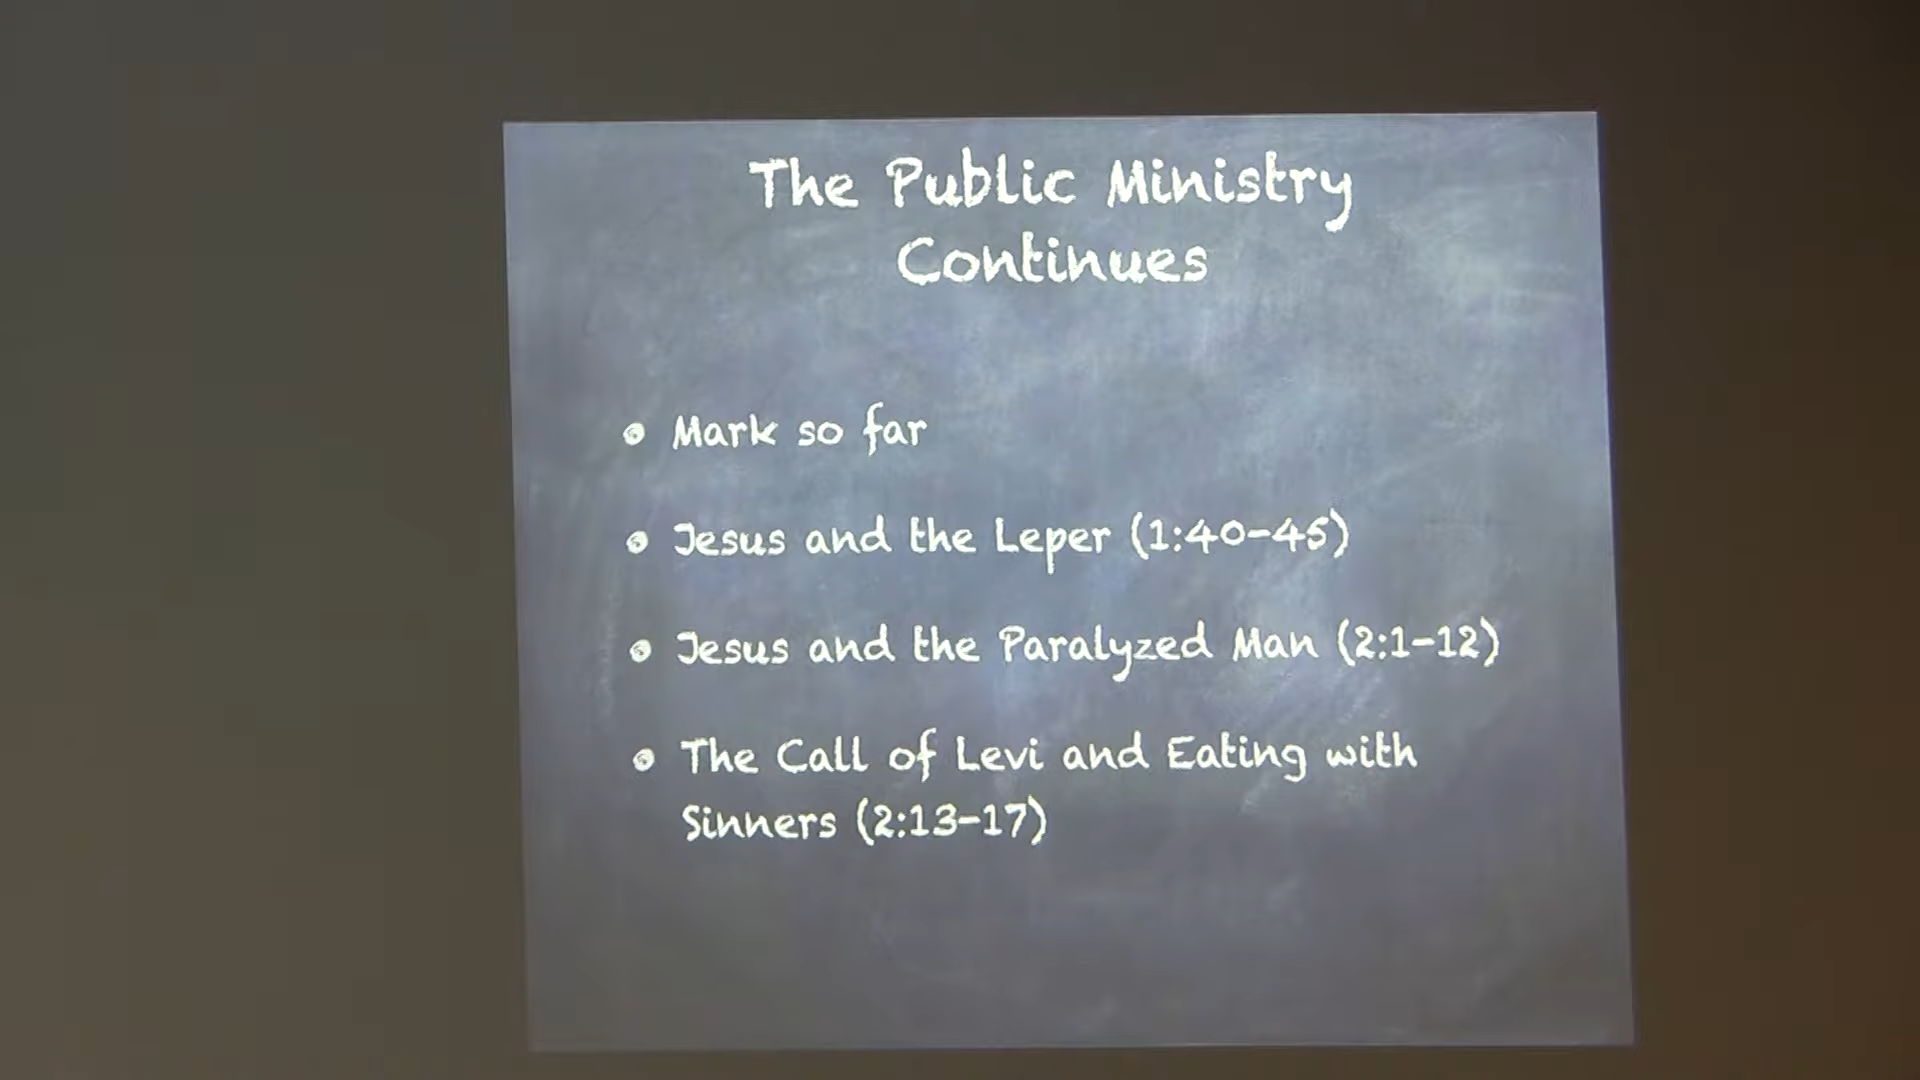 The Public Ministry
Continues
• Mark so far
• Jesus and the Leper (1:40-45)
• Jesus and the Paralyzed Man (2:1-12)
• The Call of Levi and Eating with
Sinners (2:13-17)